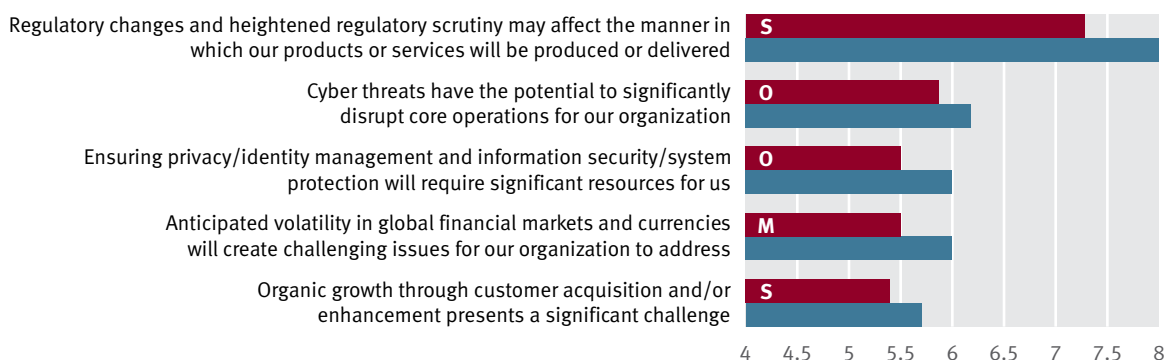 Regulatory changes and heightened regulatory scrutiny may affect the manner in
which our products or services will be produced or delivered
S
Cyber threats have the potential to significantly
disrupt core operations for our organization
O
Ensuring privacy/identity management and information security/system
protection will require significant resources for us
O
Anticipated volatility in global financial markets and currencies
will create challenging issues for our organization to address
M
Organic growth through customer acquisition and/or
enhancement presents a significant challenge
S
4 4.5 5 5.5 6 6.5 7 7.5 8